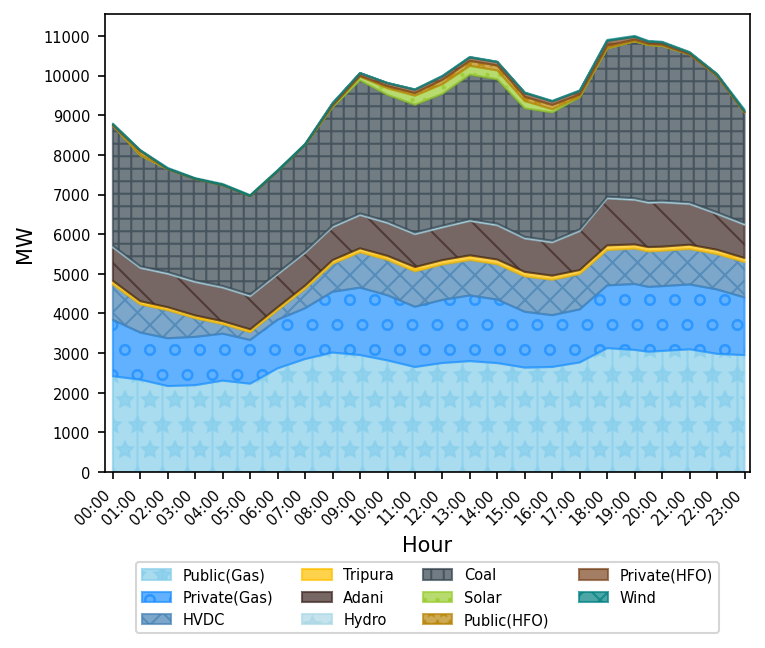 MW
11000
10000
9000
8000
7000
6000
5000
4000
3000
2000
1000
0
00:00 01:00 02:00 03:00 04:00 05:00 06:00 07:00 08:00 09:00 10:00 11:00 12:00 13:00 14:00 15:00 16:00 17:00 18:00 19:00 20:00 21:00 22:00 23:00
Hour
Public(Gas) Tripura Coal Private(HFO)
Private(Gas) Adani Solar Wind
HVDC Hydro Public(HFO)